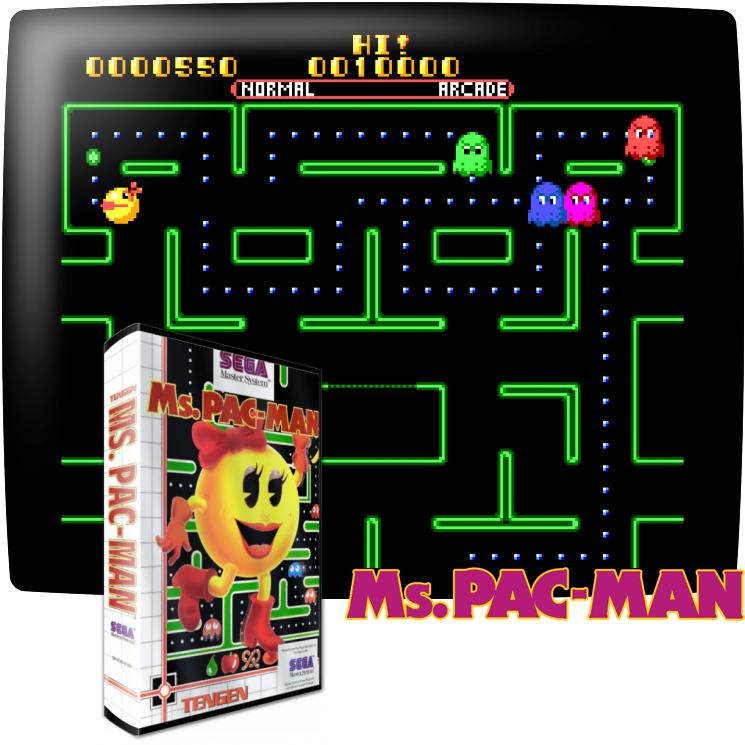 HI!
0000550 0010000
NORMAL ARCADE
SEGA
Master System™
Ms. PAC-MAN
TENGEN
MS. PAC-MAN
SEGA
SEGA
TENGEN
Ms. PAC-MAN